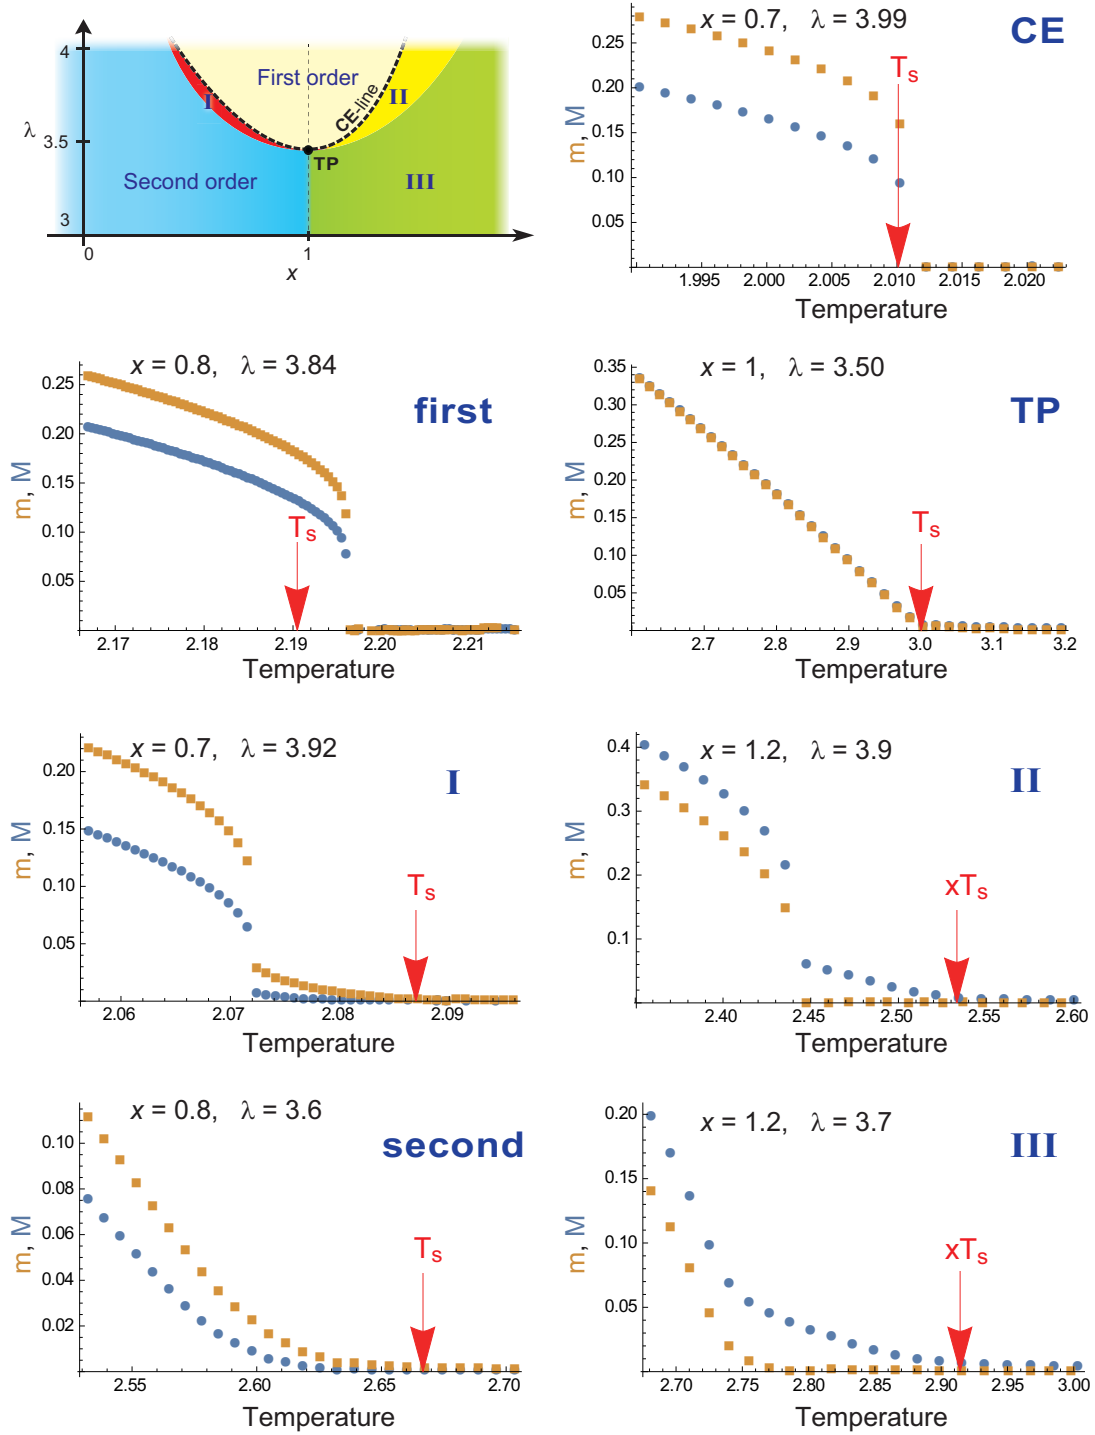 4
λ
3.5
3
0
1
x
First order
I
II
CE-line
TP
Second order
III
x = 0.7, λ = 3.99
CE
Ts
m, M
0.25
0.20
0.15
0.10
0.05
1.995
2.000
2.005
2.010
2.015
2.020
Temperature
x = 0.8, λ = 3.84
first
Ts
m, M
0.25
0.20
0.15
0.10
0.05
2.17
2.18
2.19
2.20
2.21
Temperature
x = 1, λ = 3.50
TP
Ts
m, M
0.35
0.30
0.25
0.20
0.15
0.10
0.05
2.7
2.8
2.9
3.0
3.1
3.2
Temperature
x = 0.7, λ = 3.92
I
Ts
m, M
0.20
0.15
0.10
0.05
2.06
2.07
2.08
2.09
Temperature
x = 1.2, λ = 3.9
II
xTs
m, M
0.4
0.3
0.2
0.1
2.40
2.45
2.50
2.55
2.60
Temperature
x = 0.8, λ = 3.6
second
Ts
m, M
0.10
0.08
0.06
0.04
0.02
2.55
2.60
2.65
2.70
Temperature
x = 1.2, λ = 3.7
III
xTs
m, M
0.20
0.15
0.10
0.05
2.70
2.75
2.80
2.85
2.90
2.95
3.00
Temperature